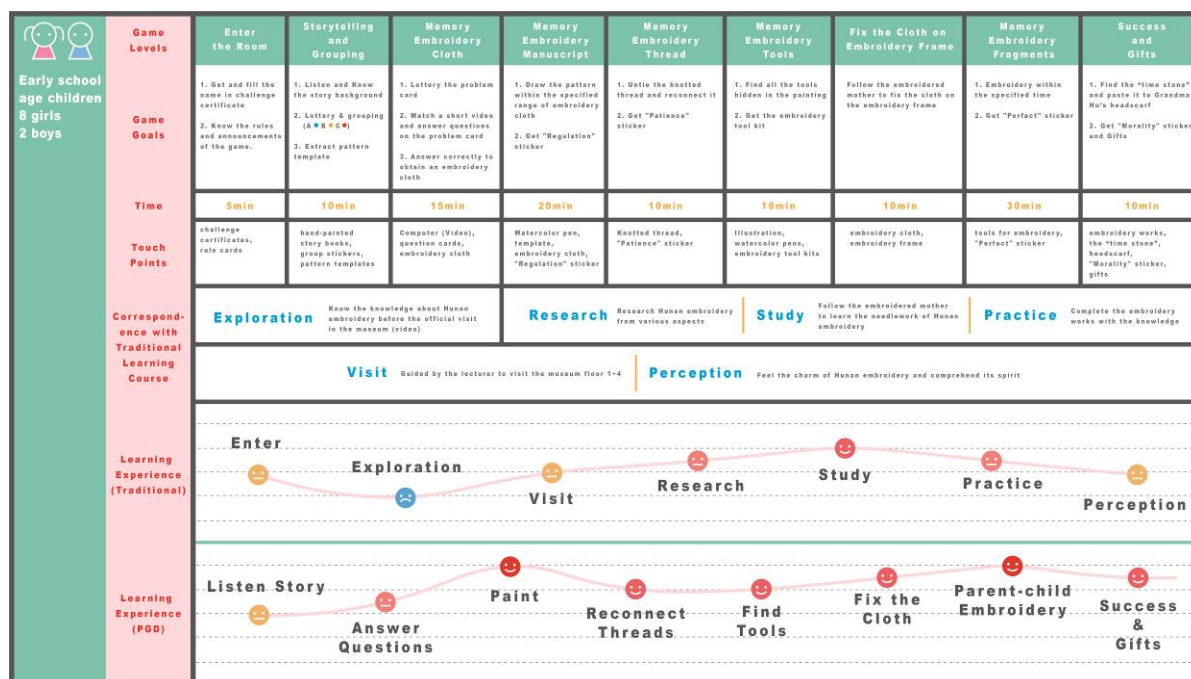 Early school
age children
8 girls
2 boys
Game
Levels
Enter
the Room
Storytelling
and
Grouping
Memory
Embroidery
Cloth
Memory
Embroidery
Manuscript
Memory
Embroidery
Thread
Memory
Embroidery
Tools
Fix the Cloth on
Embroidery Frame
Memory
Embroidery
Fragments
Success
and
Gifts
Game
Goals
1. Get and fill the
name in challenge
certificate
2. Know the rules
and announcements
of the game.
1. Listen and Know
the story background
2. Lottery & grouping
(A B C)
3. Extract pattern
template
1. Lottery the problem
card
2. Watch a short video
and answer questions
on the problem card
3. Answer correctly to
obtain an embroidery
cloth
1. Draw the pattern
within the specified
range of embroidery
cloth
2. Get "Regulation"
sticker
1. Untie the knotted
thread and reconnect it
2. Get "Patience"
sticker
1. Find all the tools
hidden in the painting
2. Get the embroidery
tool kit
Follow the embroidered
mother to fix the cloth on
the embroidery frame
1. Embroidery within
the specified time
2. Get "Perfact" sticker
1. Find the "time stone"
and paste it to Grandma
Hu's headscarf
2. Get "Morality" sticker
and Gifts
Time
5min
10min
15min
20min
10min
10min
10min
30min
10min
Touch
Points
challenge
certificates,
rule cards
hand-painted
story books,
group stickers,
pattern templates
Computer (Video),
question cards,
embroidery cloth
Watercolor pen,
template,
embroidery cloth,
"Regulation" sticker
Knotted thread,
"Patience" sticker
Illustration,
watercolor pens,
embroidery tool kits
embroidery cloth,
embroidery frame
tools for embroidery,
"Perfact" sticker
embroidery works,
the "time stone",
headscarf,
"Morality" sticker,
gifts
Correspond-
ence with
Traditional
Learning
Course
Exploration
Know the knowledge about Hunan
embroidery before the official visit
in the museum (video)
Research
Research Hunan embroidery
from various aspects
Study
Follow the embroidered mother
to learn the needlework of Hunan
embroidery
Practice
Complete the embroidery
works with the knowledge
Visit
Guided by the lecturer to visit the museum floor 1-4
Perception
Feel the charm of Hunan embroidery and comprehend its spirit
Learning
Experience
(Traditional)
Enter
Exploration
Visit
Research
Study
Practice
Perception
Learning
Experience
(PGD)
Listen Story
Answer
Questions
Paint
Reconnect
Threads
Find
Tools
Fix the
Cloth
Parent-child
Embroidery
Success
&
Gifts